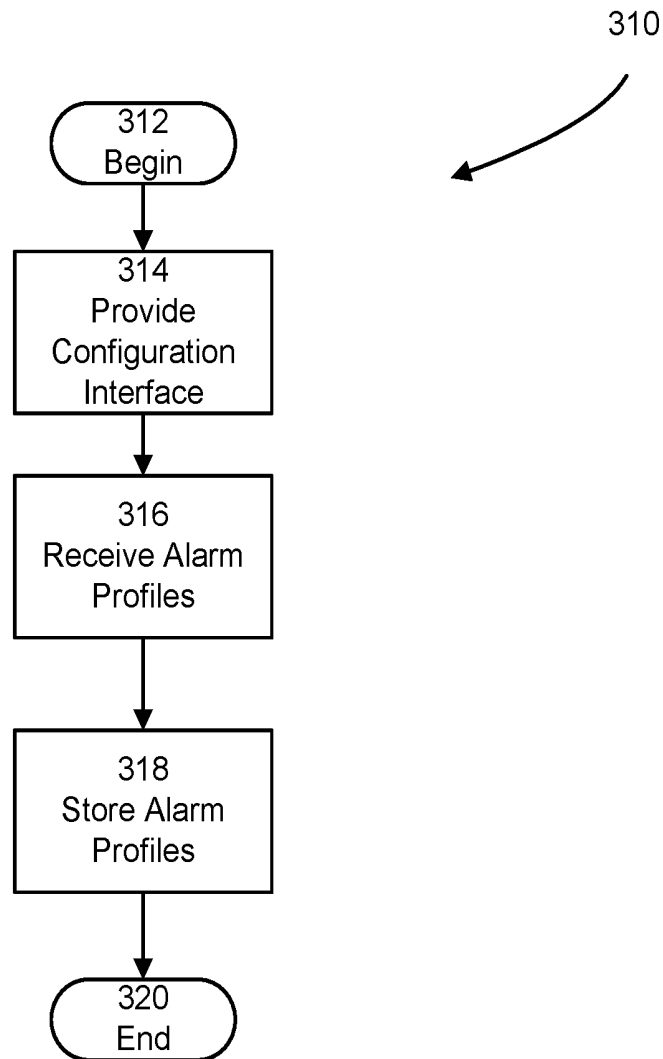 310
312
Begin
314
Provide
Configuration
Interface
316
Receive Alarm
Profiles
318
Store Alarm
Profiles
320
End